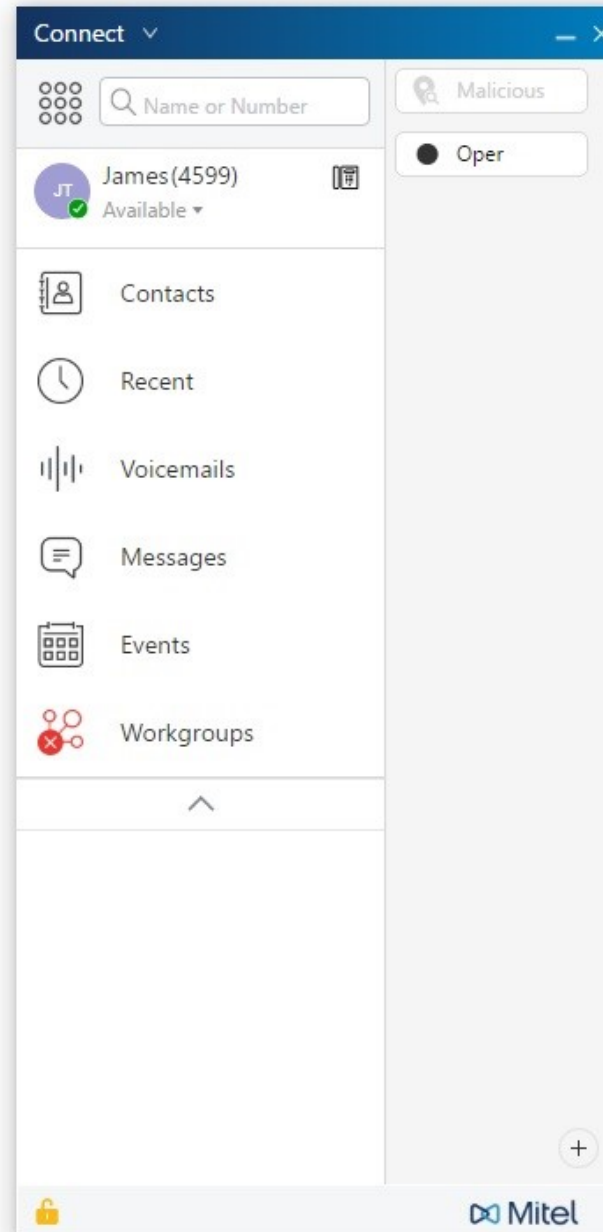 Connect
Name or Number
Malicious
JT
James(4599)
Available
Oper
Contacts
Recent
Voicemails
Messages
Events
Workgroups
Mitel